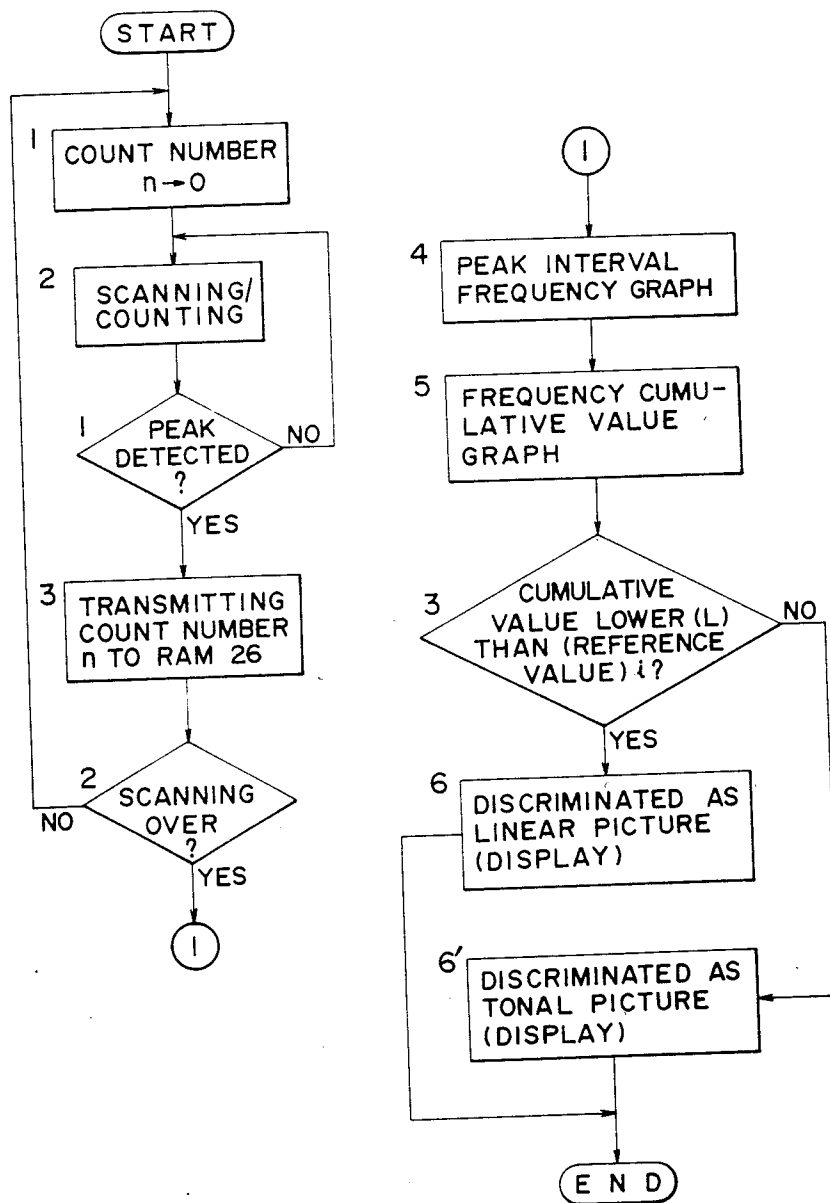 START
1
COUNT NUMBER
n→0
2
SCANNING/
COUNTING
1
PEAK
DETECTED
?
NO
YES
3
TRANSMITTING
COUNT NUMBER
n TO RAM 26
2
SCANNING
OVER
?
NO
YES
1
1
4
PEAK INTERVAL
FREQUENCY GRAPH
5
FREQUENCY CUMU-
LATIVE VALUE
GRAPH
3
CUMULATIVE
VALUE LOWER (L)
THAN (REFERENCE
VALUE) i?
NO
YES
6
DISCRIMINATED AS
LINEAR PICTURE
(DISPLAY)
6'
DISCRIMINATED AS
TONAL PICTURE
(DISPLAY)
END